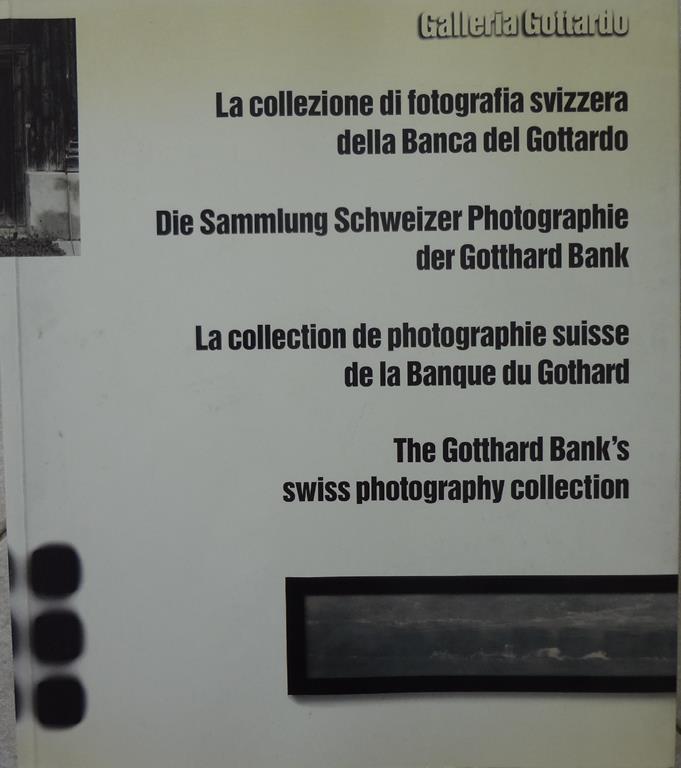 Galleria Gottardo
La collezione di fotografia svizzera
della Banca del Gottardo
Die Sammlung Schweizer Photographie
der Gotthard Bank
La collection de photographie suisse
de la Banque du Gothard
The Gotthard Bank's
swiss photography collection